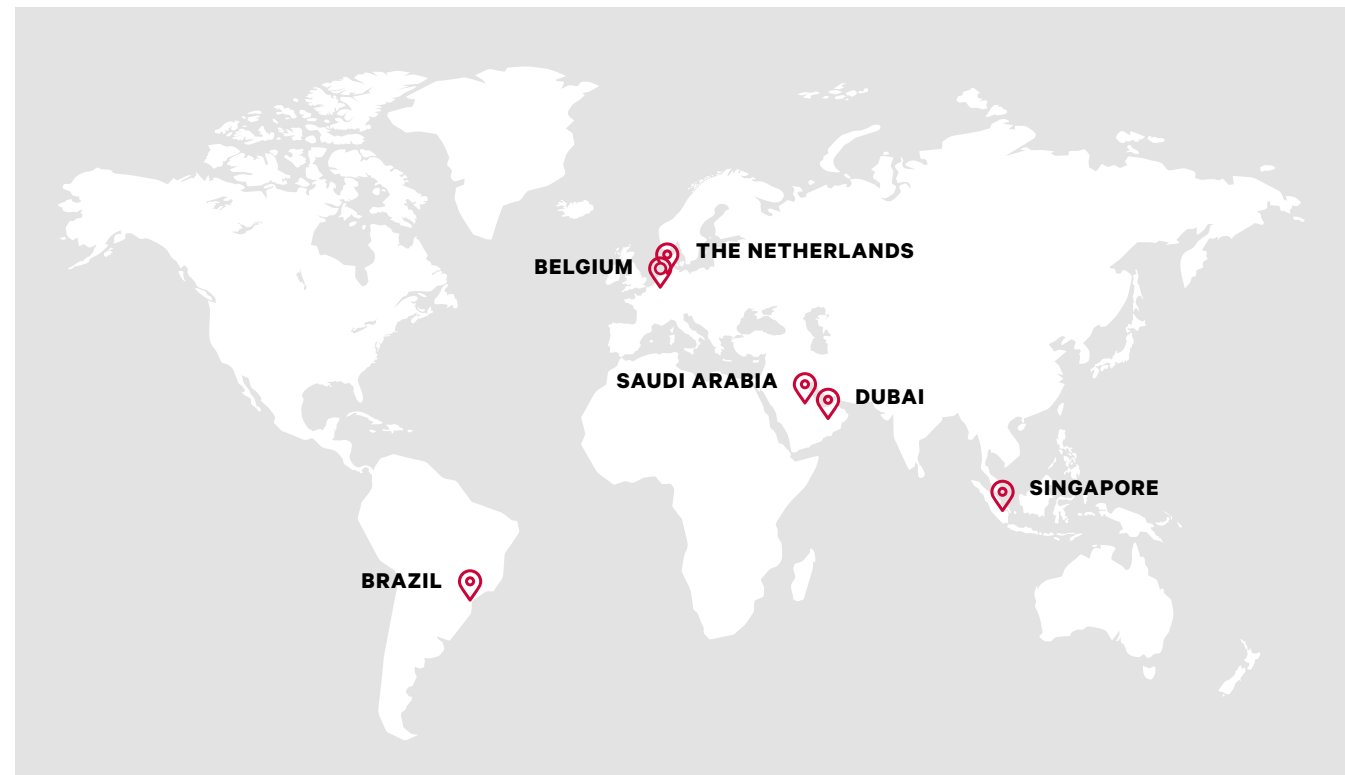 THE NETHERLANDS
BELGIUM
SAUDI ARABIA
DUBAI
SINGAPORE
BRAZIL